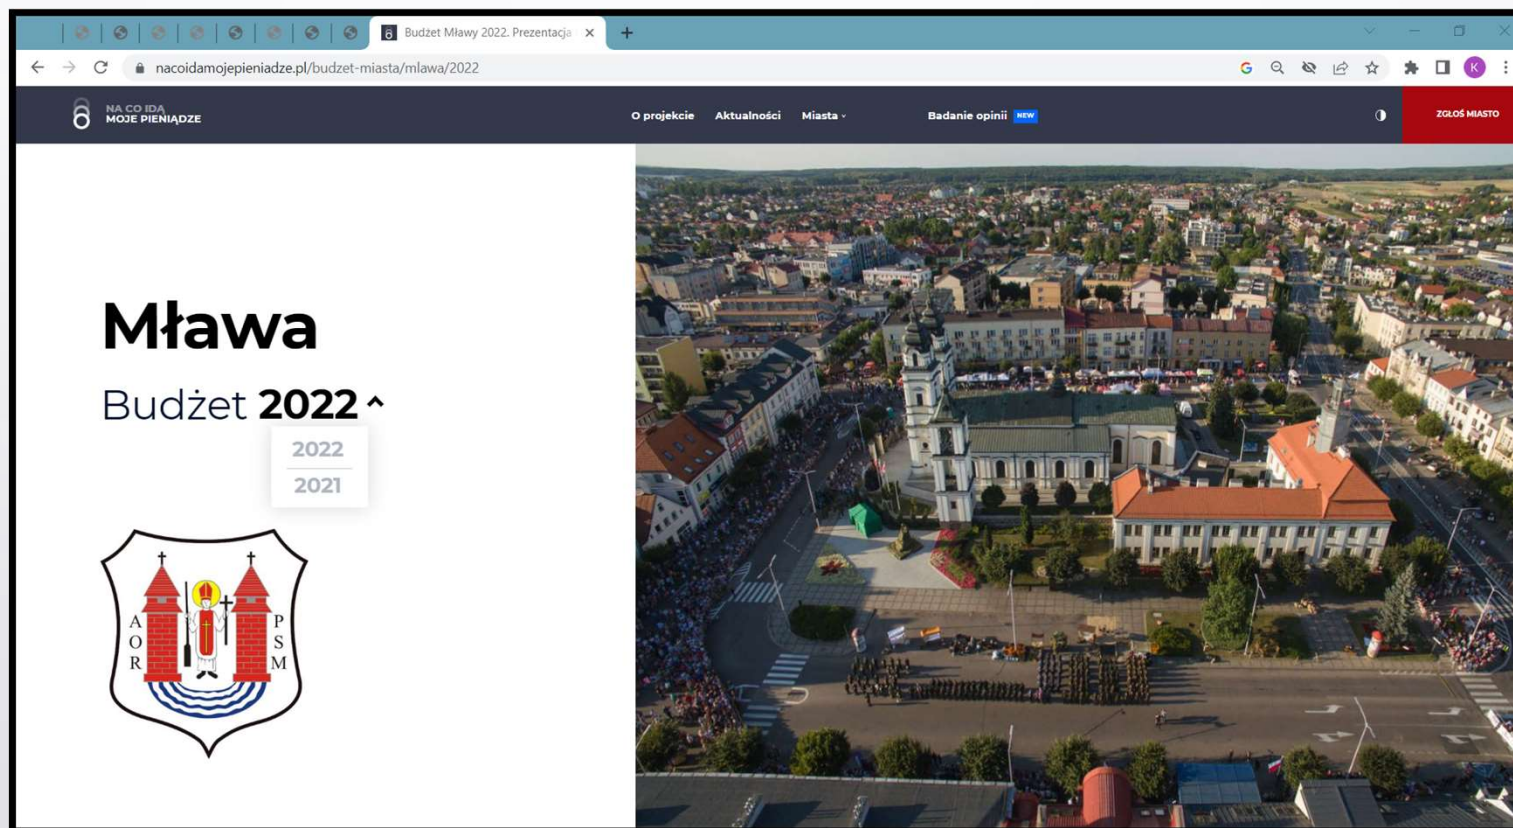 Budżet Mławy 2022. Prezentacja
nacoidamojepieniadze.pl/budzet-miasta/mlawa/2022
K
NA CO IDĄ
MOJE PIENIĄDZE
O projekcie Aktualności Miasta Badanie opinii NEW
ZGŁOŚ MIASTO
Mława
Budżet 2022
2022
2021
A P
O S
R M